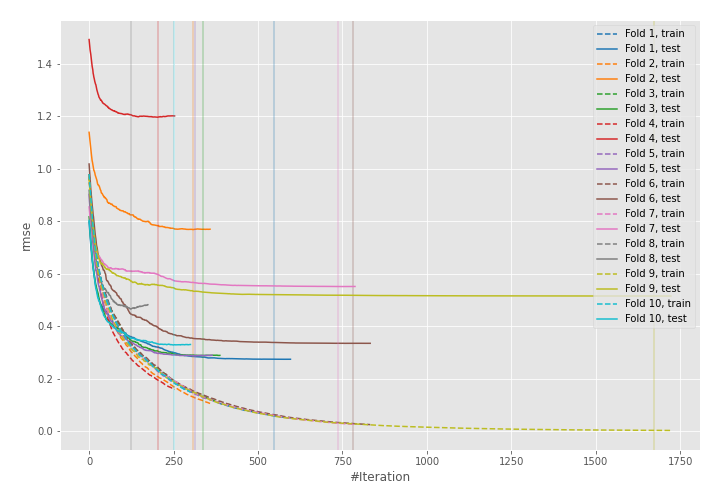 Fold 1, train
Fold 1, test
Fold 2, train
Fold 2, test
Fold 3, train
Fold 3, test
Fold 4, train
Fold 4, test
Fold 5, train
Fold 5, test
Fold 6, train
Fold 6, test
Fold 7, train
Fold 7, test
Fold 8, train
Fold 8, test
Fold 9, train
Fold 9, test
Fold 10, train
Fold 10, test
1.4
1.2
1.0
0.8
0.6
0.4
0.2
0.0
rmse
0 250 500 750 1000 1250 1500 1750
#Iteration